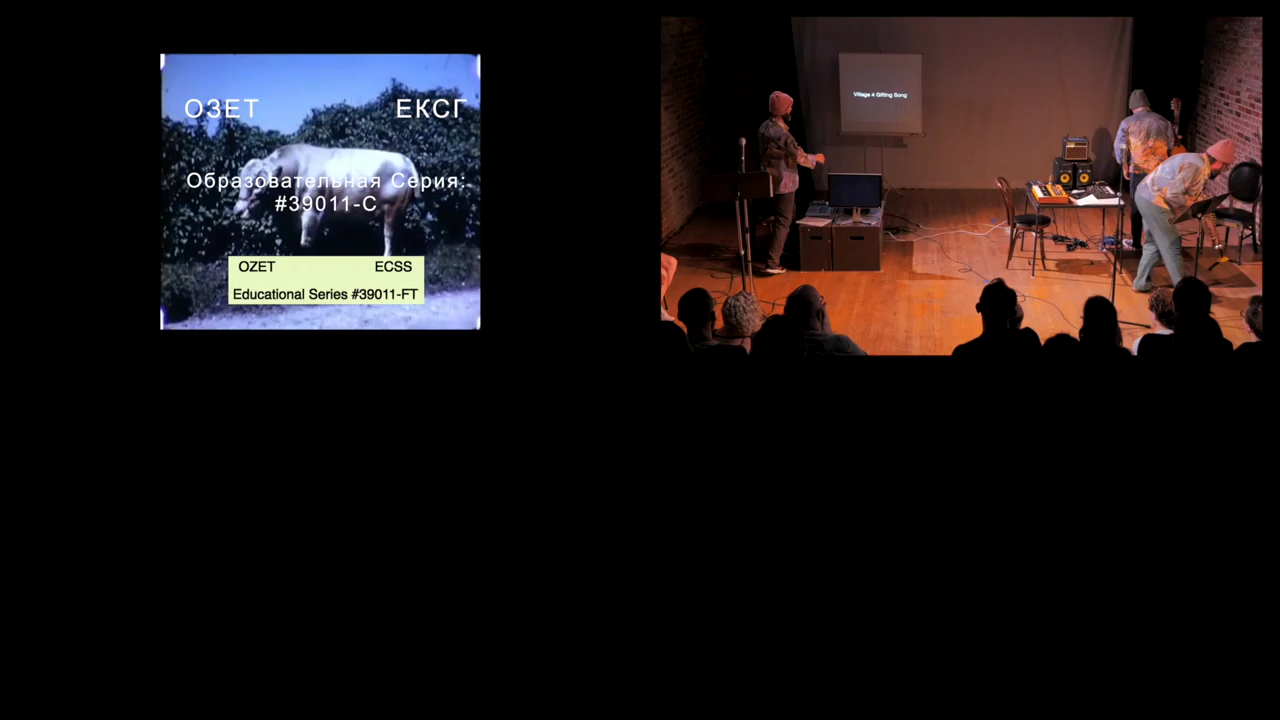 ОЗЕТ ЕКСГ
Образовательная Серия:
#39011-С
OZET ECSS
Educational Series #39011-FT
Village 4 Gifting Song